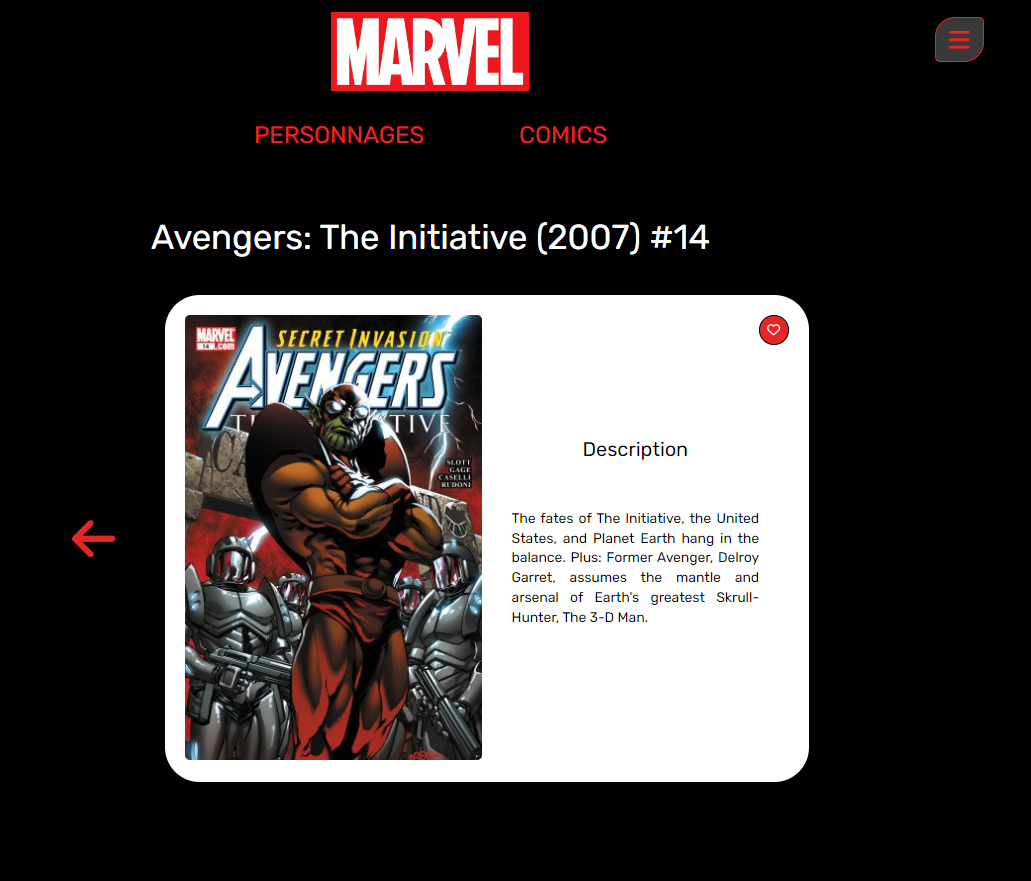 MARVEL
PERSONNAGES
COMICS
Avengers: The Initiative (2007) #14
MARVEL
14 .com
SECRET INVASION
AVENGERS
SLOTT
GAGE
CASELLI
RUDONI
Description
The fates of The Initiative, the United
States, and Planet Earth hang in the
balance. Plus: Former Avenger, Delroy
Garret, assumes the mantle and
arsenal of Earth's greatest Skrull-
Hunter, The 3-D Man.